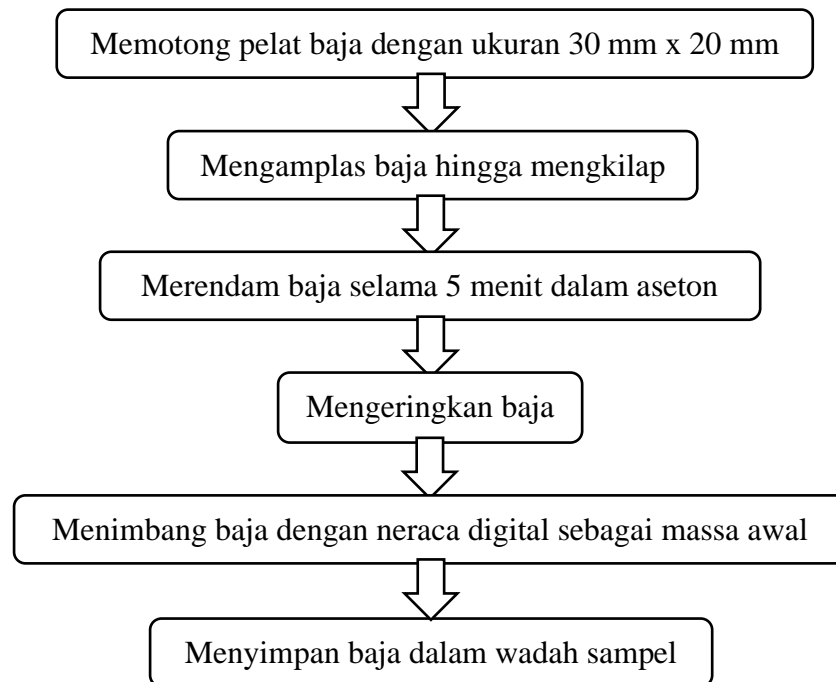 Memotong pelat baja dengan ukuran 30 mm x 20 mm
Mengamplas baja hingga mengkilap
Merendam baja selama 5 menit dalam aseton
Mengeringkan baja
Menimbang baja dengan neraca digital sebagai massa awal
Menyimpan baja dalam wadah sampel